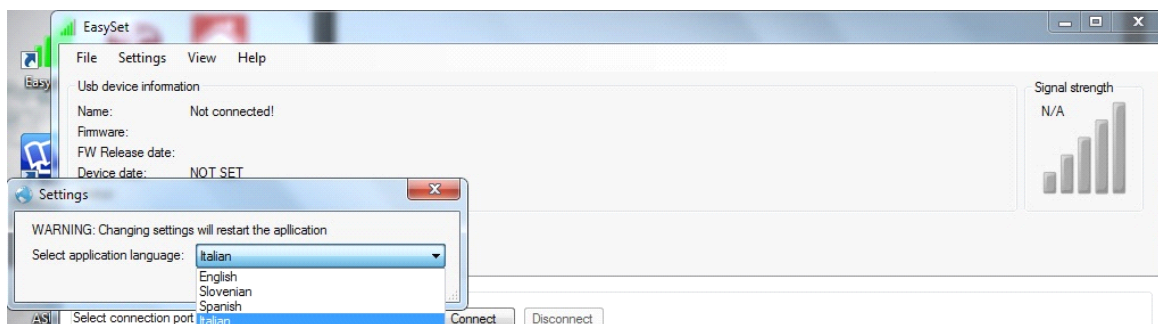 EasySet
File Settings View Help
Easy
Usb device information
Signal strength
Name: Not connected!
N/A
Firmware:
FW Release date:
Device date: NOT SET
Settings
WARNING: Changing settings will restart the apllication
Select application language: Italian
English
Slovenian
Spanish
Italian
ASI
Select connection port
Connect
Disconnect